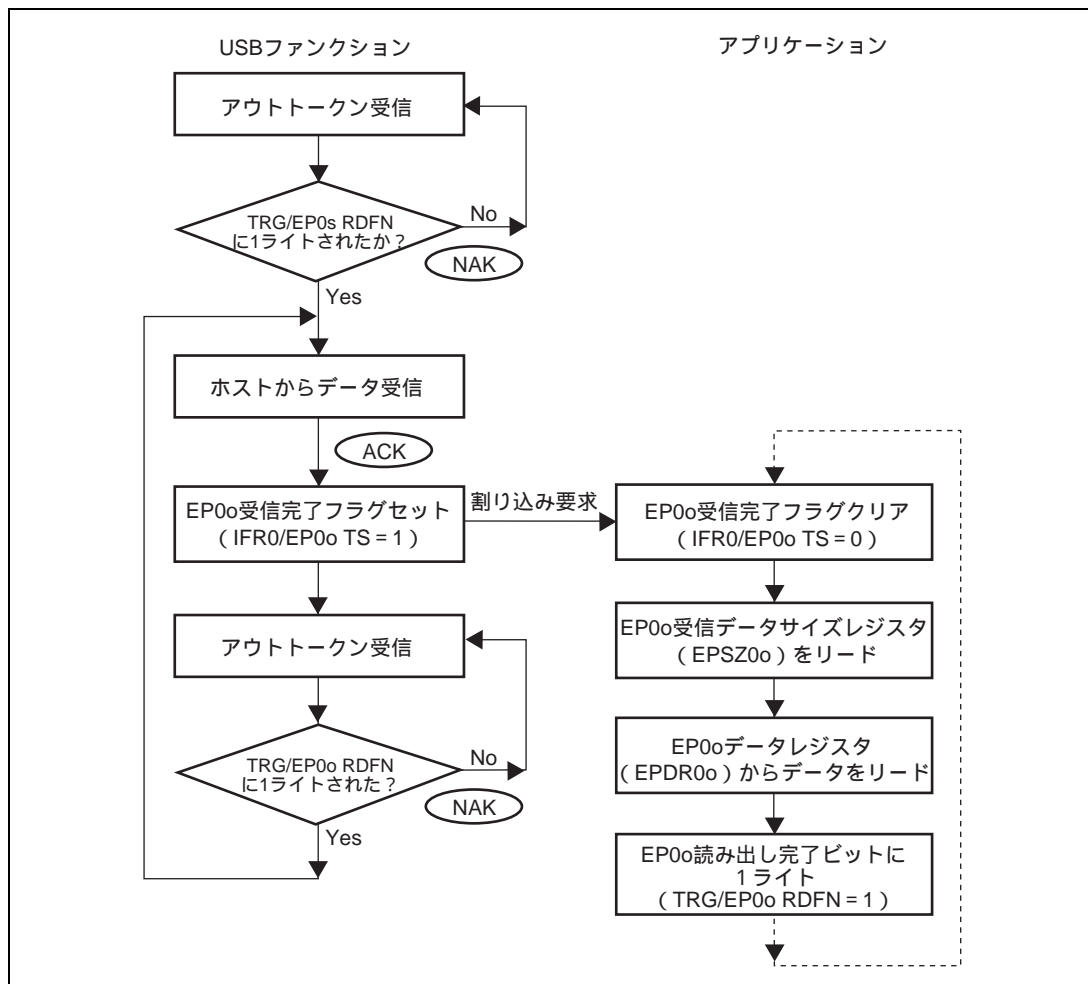 USBファンクション
アプリケーション
アウトトークン受信
TRG/EP0s RDFN
に1ライトされたか？
No
NAK
Yes
ホストからデータ受信
ACK
EP0o受信完了フラグセット
（IFR0/EP0o TS = 1）
割り込み要求
EP0o受信完了フラグクリア
（IFR0/EP0o TS = 0）
アウトトークン受信
EP0o受信データサイズレジスタ
（EPSZ0o）をリード
TRG/EP0o RDFN
に1ライトされた？
No
NAK
Yes
EP0oデータレジスタ
（EPDR0o）からデータをリード
EP0o読み出し完了ビットに
1 ライト
（TRG/EP0o RDFN = 1）